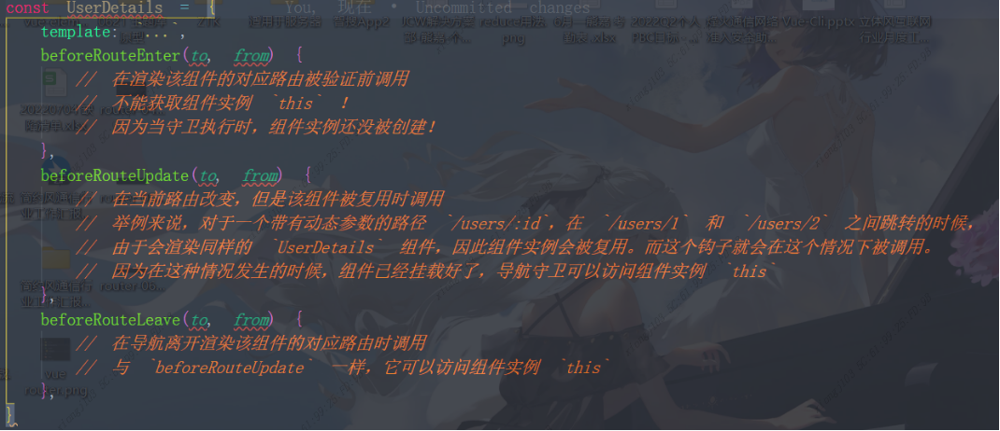 const UserDetails = {    You, 现在 • Uncommitted changes
template: `...`,
beforeRouteEnter(to, from) {
// 在渲染该组件的对应路由被验证前调用
// 不能获取组件实例 `this` !
// 因为当守卫执行时，组件实例还没被创建!
},
beforeRouteUpdate(to, from) {
// 在当前路由改变，但是该组件被复用时调用
// 举例来说，对于一个带有动态参数的路径 `/users/:id`，在 `/users/1` 和 `/users/2` 之间跳转的时候，
// 由于会渲染同样的 `UserDetails` 组件，因此组件实例会被复用。而这个钩子就会在这个情况下被调用。
// 因为在这种情况发生的时候，组件已经挂载好了，导航守卫可以访问组件实例 `this`
},
beforeRouteLeave(to, from) {
// 在导航离开渲染该组件的对应路由时调用
// 与 `beforeRouteUpdate` 一样，它可以访问组件实例 `this`
},
}